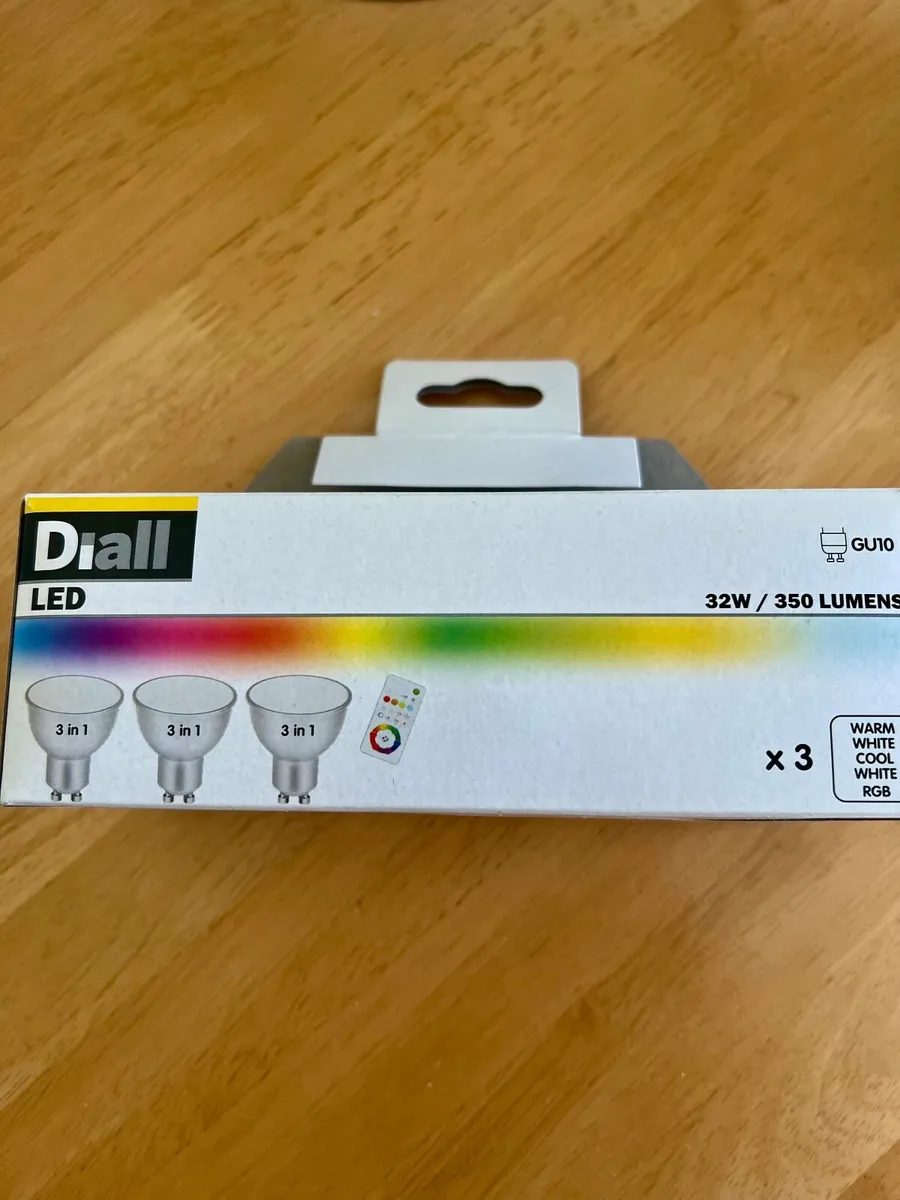 Diall
LED
GU10
32W / 350 LUMENS
3 in 1
3 in 1
3 in 1
x 3
WARM
WHITE
COOL
WHITE
RGB